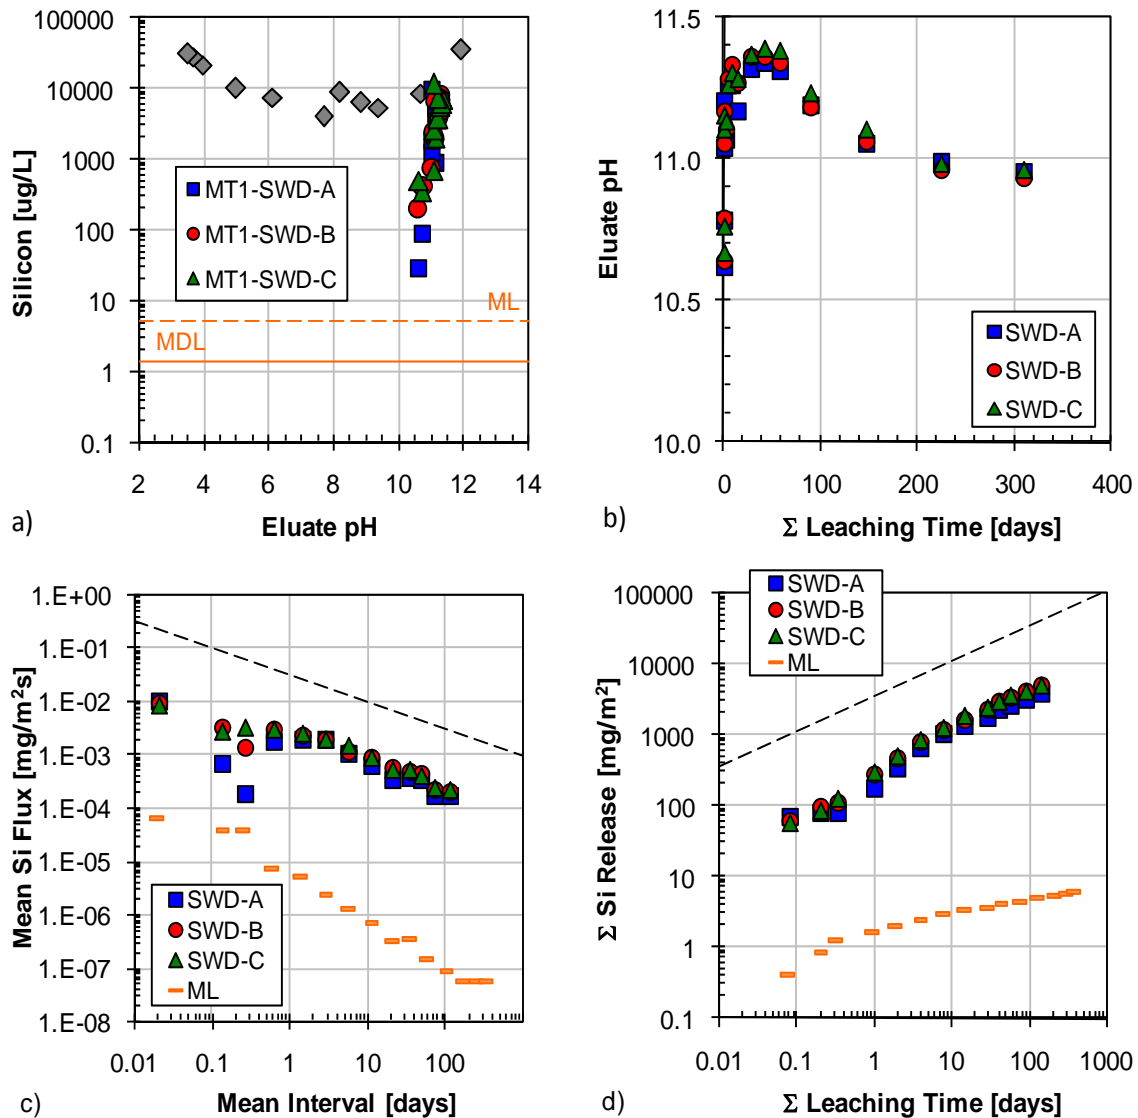 100000
10000
1000
100
10
1
0.1
Silicon [ug/L]
MT1-SWD-A
MT1-SWD-B
MT1-SWD-C
ML
MDL
2 4 6 8 10 12 14
a)
Eluate pH
11.5
11.0
10.5
10.0
Eluate pH
SWD-A
SWD-B
SWD-C
0 100 200 300 400
b)
Σ Leaching Time [days]
1.E+00
1.E-01
1.E-02
1.E-03
1.E-04
1.E-05
1.E-06
1.E-07
1.E-08
Mean Si Flux [mg/m²s]
SWD-A
SWD-B
SWD-C
ML
0.01 0.1 1 10 100
c)
Mean Interval [days]
SWD-A
SWD-B
SWD-C
ML
100000
10000
1000
100
10
1
0.1
Σ Si Release [mg/m²]
0.01 0.1 1 10 100 1000
d)
Σ Leaching Time [days]